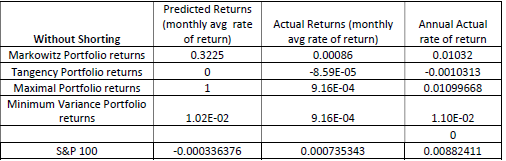 Without Shorting
Predicted Returns
(monthly avg rate
of return)
Actual Returns (monthly
avg rate of return)
Annual Actual
rate of return
Markowitz Portfolio returns 0.3225 0.00086 0.01032
Tangency Portfolio returns 0 -8.59E-05 -0.0010313
Maximal Portfolio returns 1 9.16E-04 0.01099668
Minimum Variance Portfolio
returns 1.02E-02 9.16E-04 1.10E-02
0
S&P 100 -0.000336376 0.000735343 0.00882411